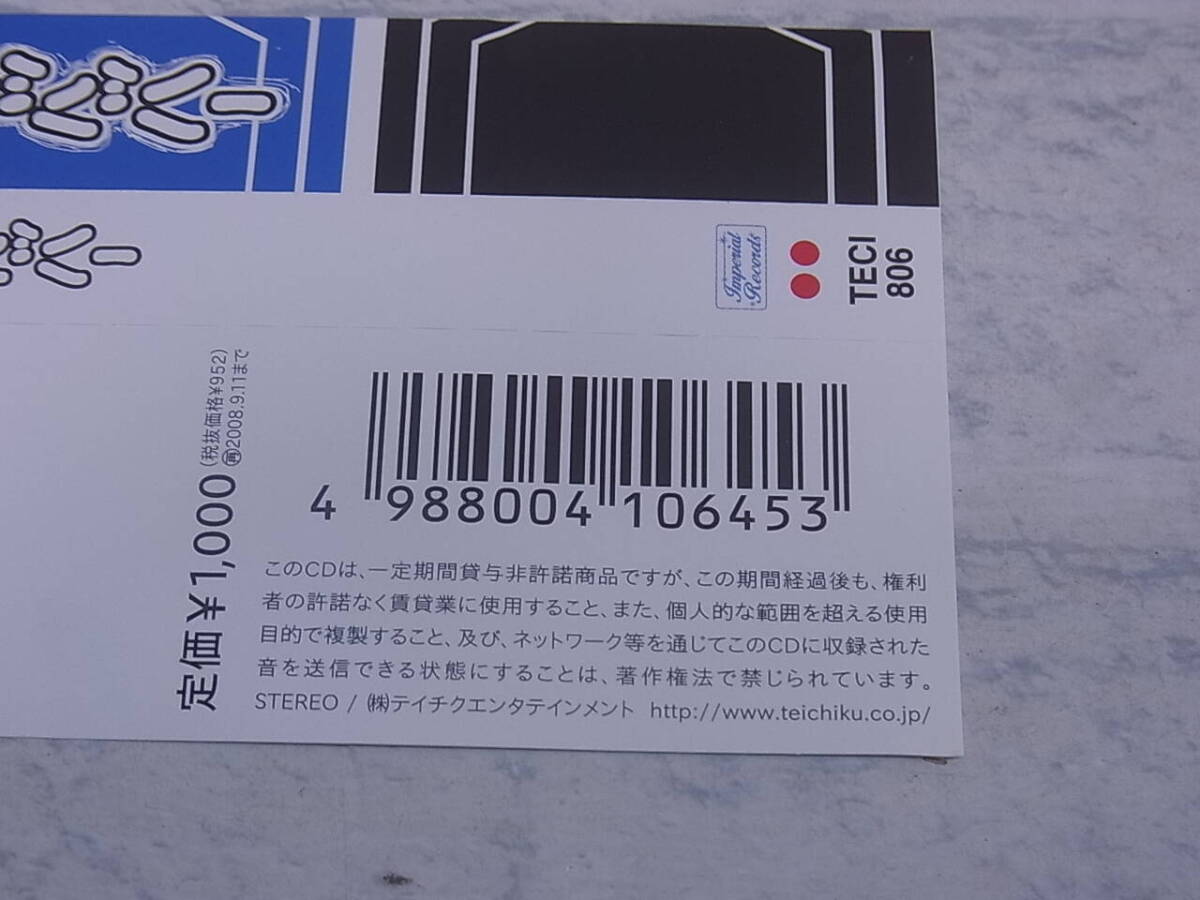 Imperial
Records
TECI
806
定価¥1,000
(税抜価格¥952)
再2008.9.11まで
4 988004 106453
このCDは、一定期間貸与非許諾商品ですが、この期間経過後も、権利
者の許諾なく賃貸業に使用すること、また、個人的な範囲を超える使用
目的で複製すること、及び、ネットワーク等を通じてこのCDに収録された
音を送信できる状態にすることは、著作権法で禁じられています。
STEREO / (株)テイチクエンタテインメント http://www.teichiku.co.jp/